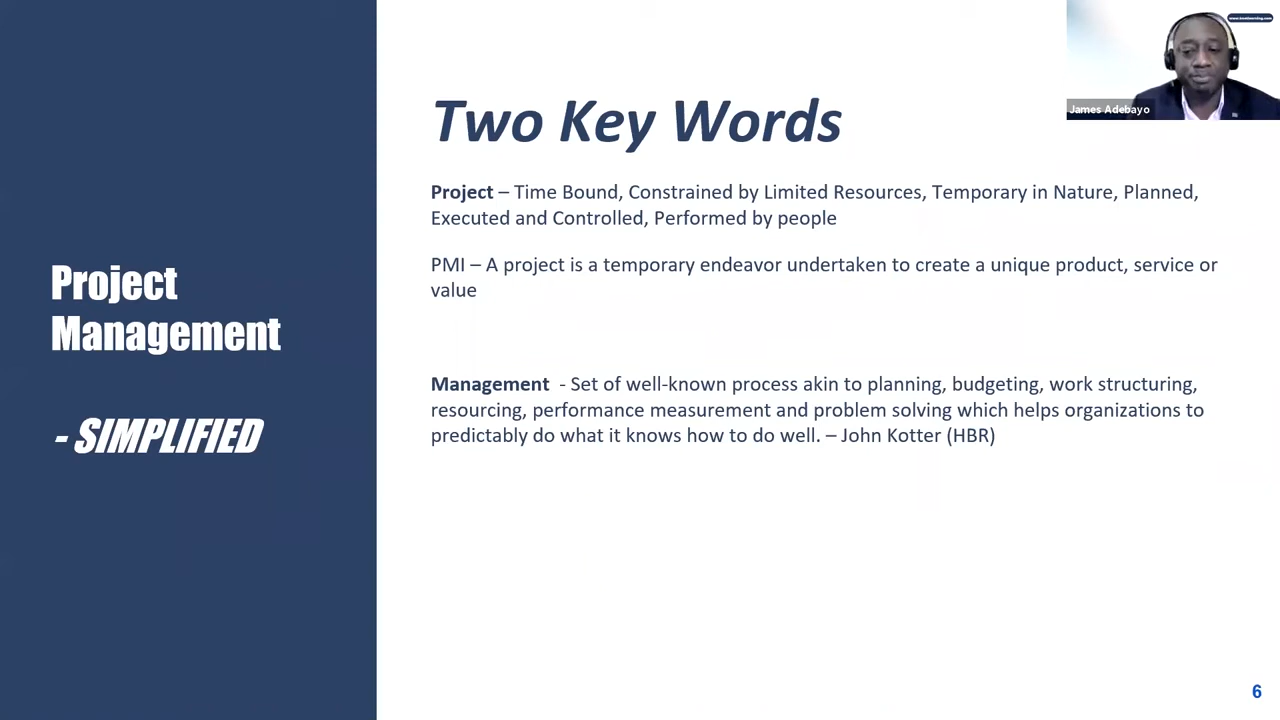 Two Key Words
James Adebayo
Project – Time Bound, Constrained by Limited Resources, Temporary in Nature, Planned,
Executed and Controlled, Performed by people
PMI – A project is a temporary endeavor undertaken to create a unique product, service or
value
Project
Management
- SIMPLIFIED
Management - Set of well-known process akin to planning, budgeting, work structuring,
resourcing, performance measurement and problem solving which helps organizations to
predictably do what it knows how to do well. – John Kotter (HBR)
6